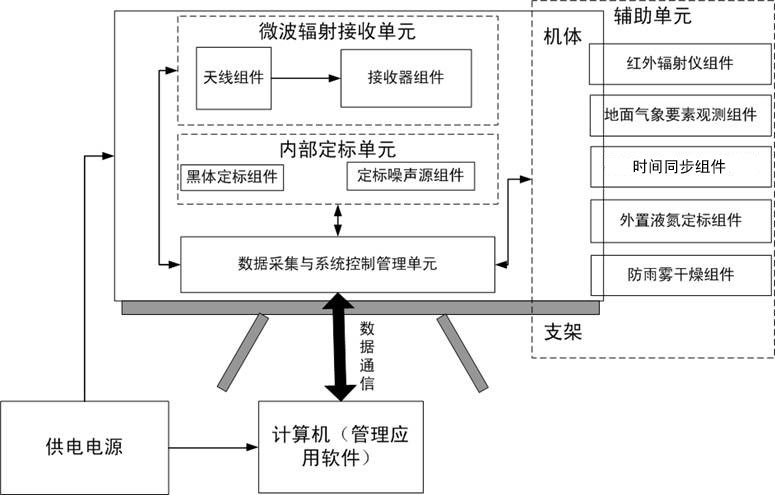 微波辐射接收单元
天线组件
接收器组件
内部定标单元
黑体定标组件
定标噪声源组件
数据采集与系统控制管理单元
机体
辅助单元
红外辐射仪组件
地面气象要素观测组件
时间同步组件
外置液氮定标组件
防雨雾干燥组件
支架
数据通信
供电电源
计算机（管理应
用软件）